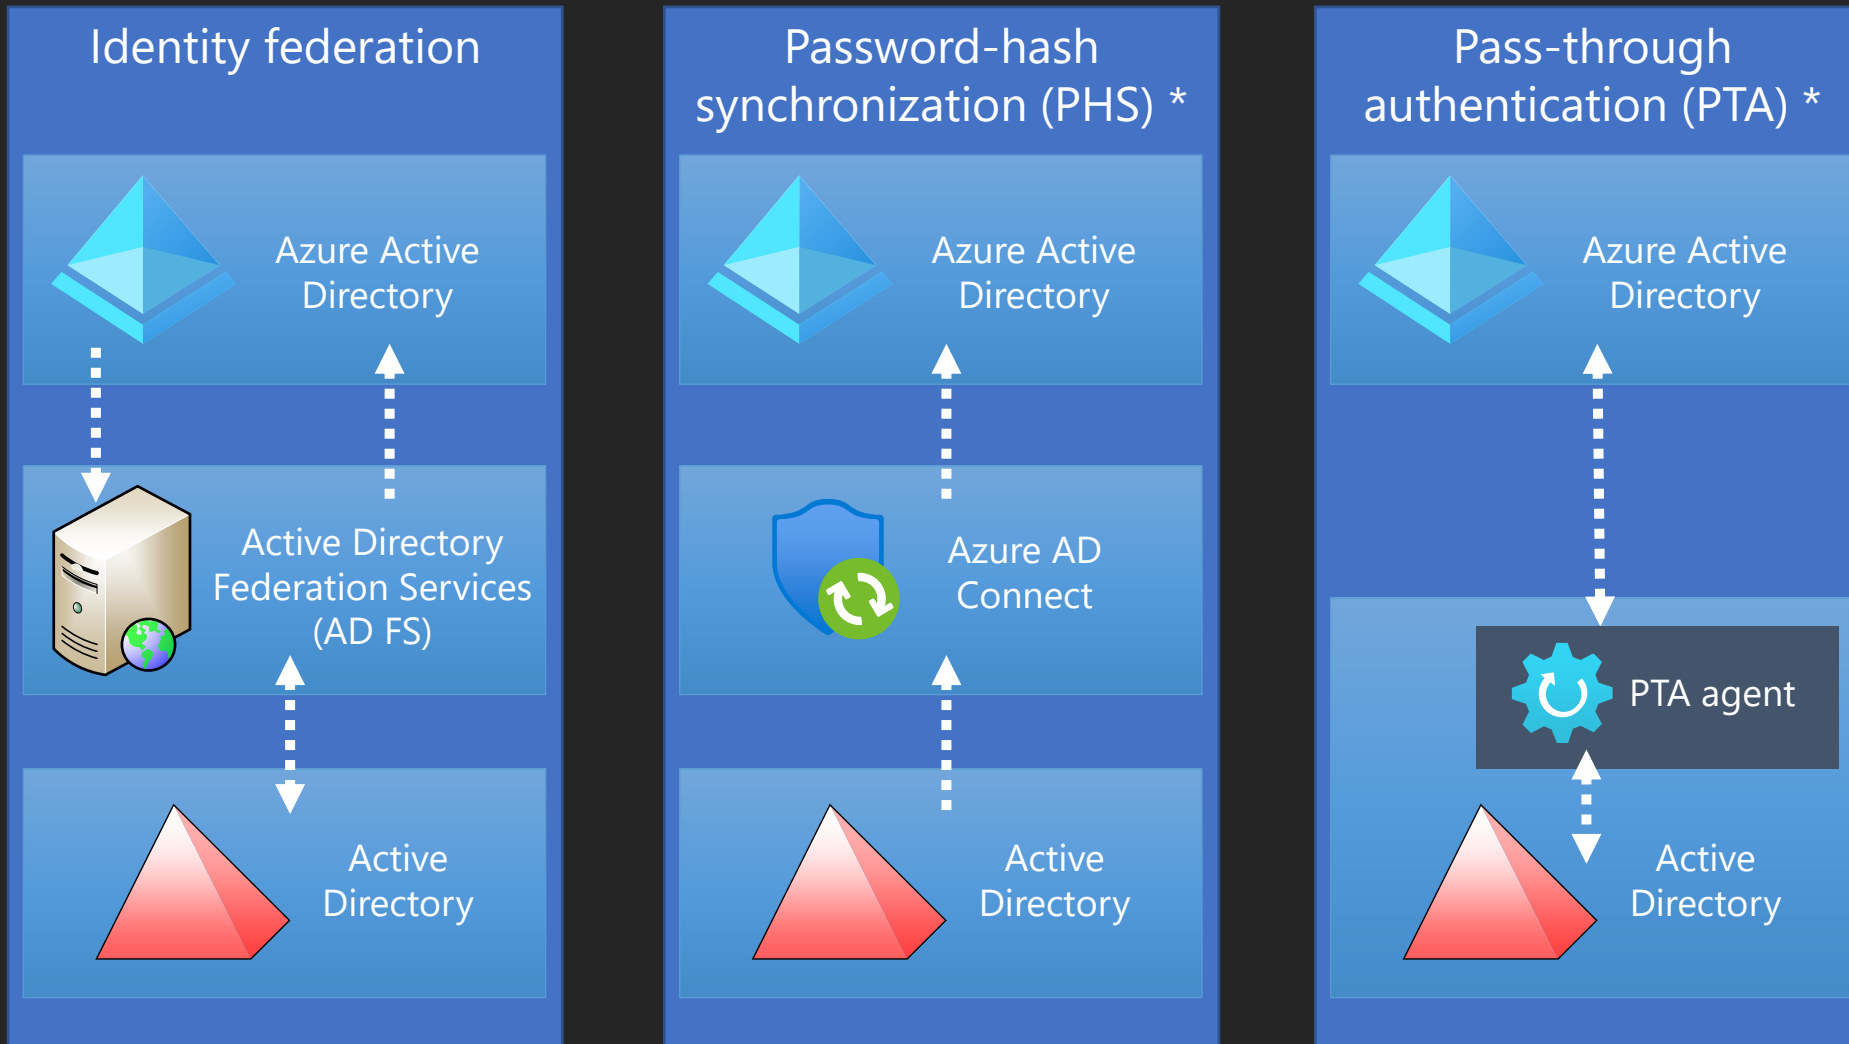 Identity federation
Azure Active
Directory
Active Directory
Federation Services
(AD FS)
Active
Directory
Password-hash
synchronization (PHS) *
Azure Active
Directory
Azure AD
Connect
Active
Directory
Pass-through
authentication (PTA) *
Azure Active
Directory
PTA agent
Active
Directory